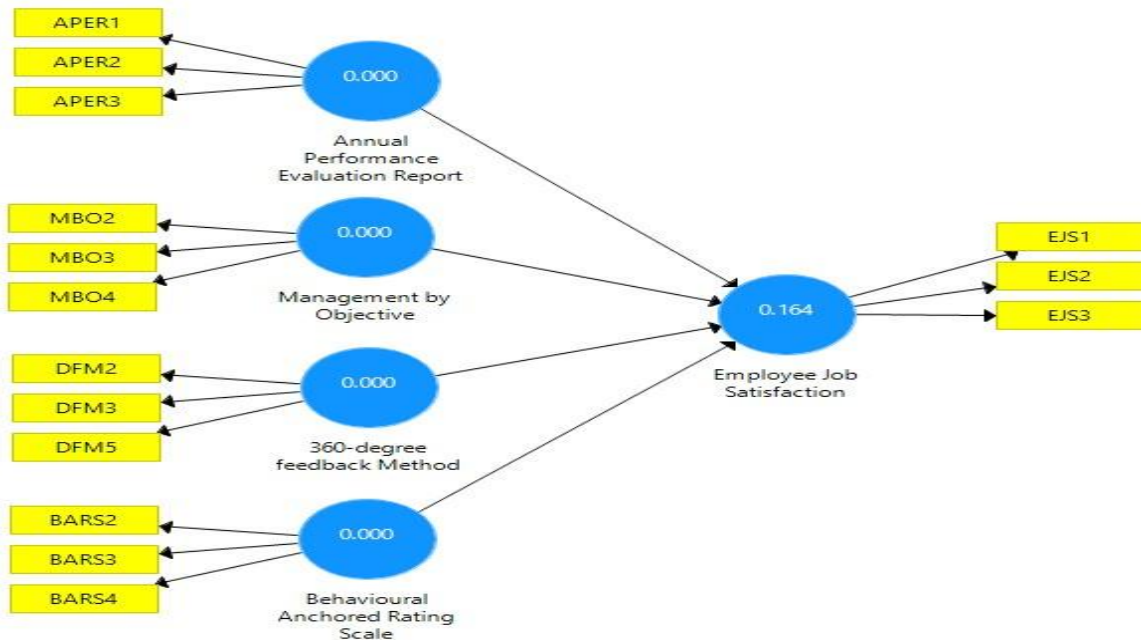 APER1
APER2
APER3
0.000
Annual
Performance
Evaluation Report
MBO2
MBO3
MBO4
0.000
Management by
Objective
DFM2
DFM3
DFM5
0.000
360-degree
feedback Method
BARS2
BARS3
BARS4
0.000
Behavioural
Anchored Rating
Scale
0.164
Employee Job
Satisfaction
EJS1
EJS2
EJS3